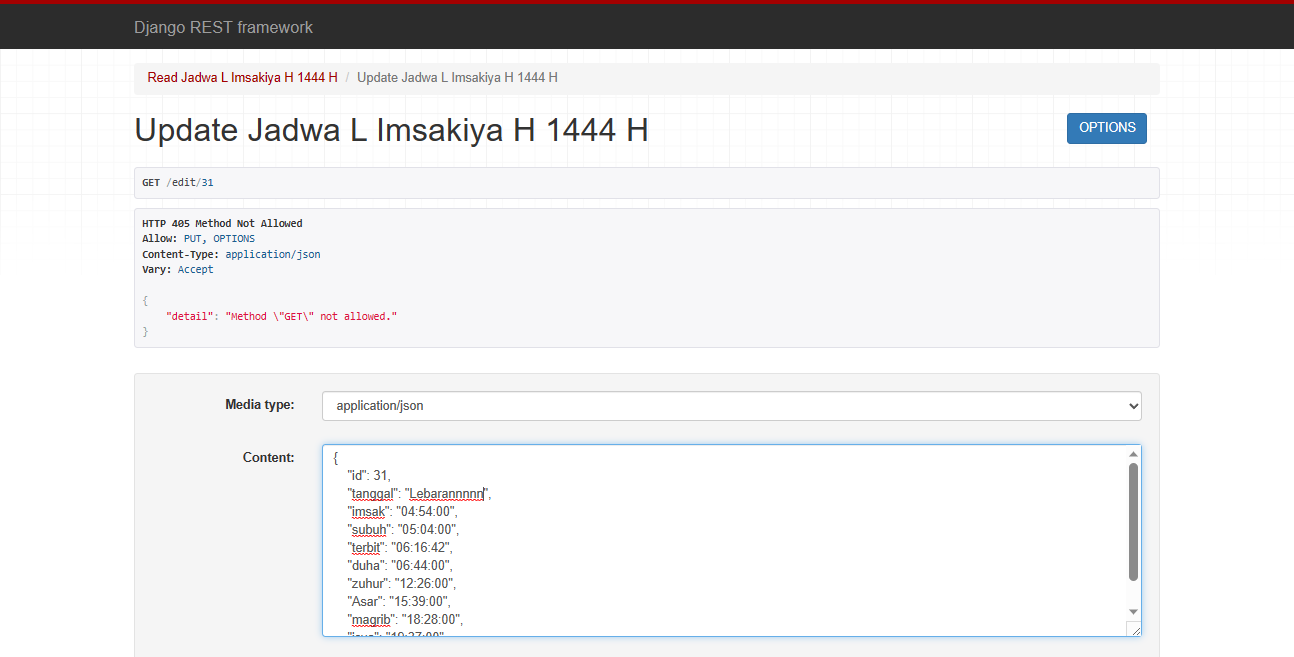 Django REST framework
Read Jadwa L Imsakiya H 1444 H / Update Jadwa L Imsakiya H 1444 H
Update Jadwa L Imsakiya H 1444 H
OPTIONS
GET /edit/31
HTTP 405 Method Not Allowed
Allow: PUT, OPTIONS
Content-Type: application/json
Vary: Accept
{
"detail": "Method \"GET\" not allowed."
}
Media type:
application/json
Content:
{
"id": 31,
"tanggal": "Lebarannnnn",
"imsak": "04:54:00",
"subuh": "05:04:00",
"terbit": "06:16:42",
"duha": "06:44:00",
"zuhur": "12:26:00",
"Asar": "15:39:00",
"magrib": "18:28:00",